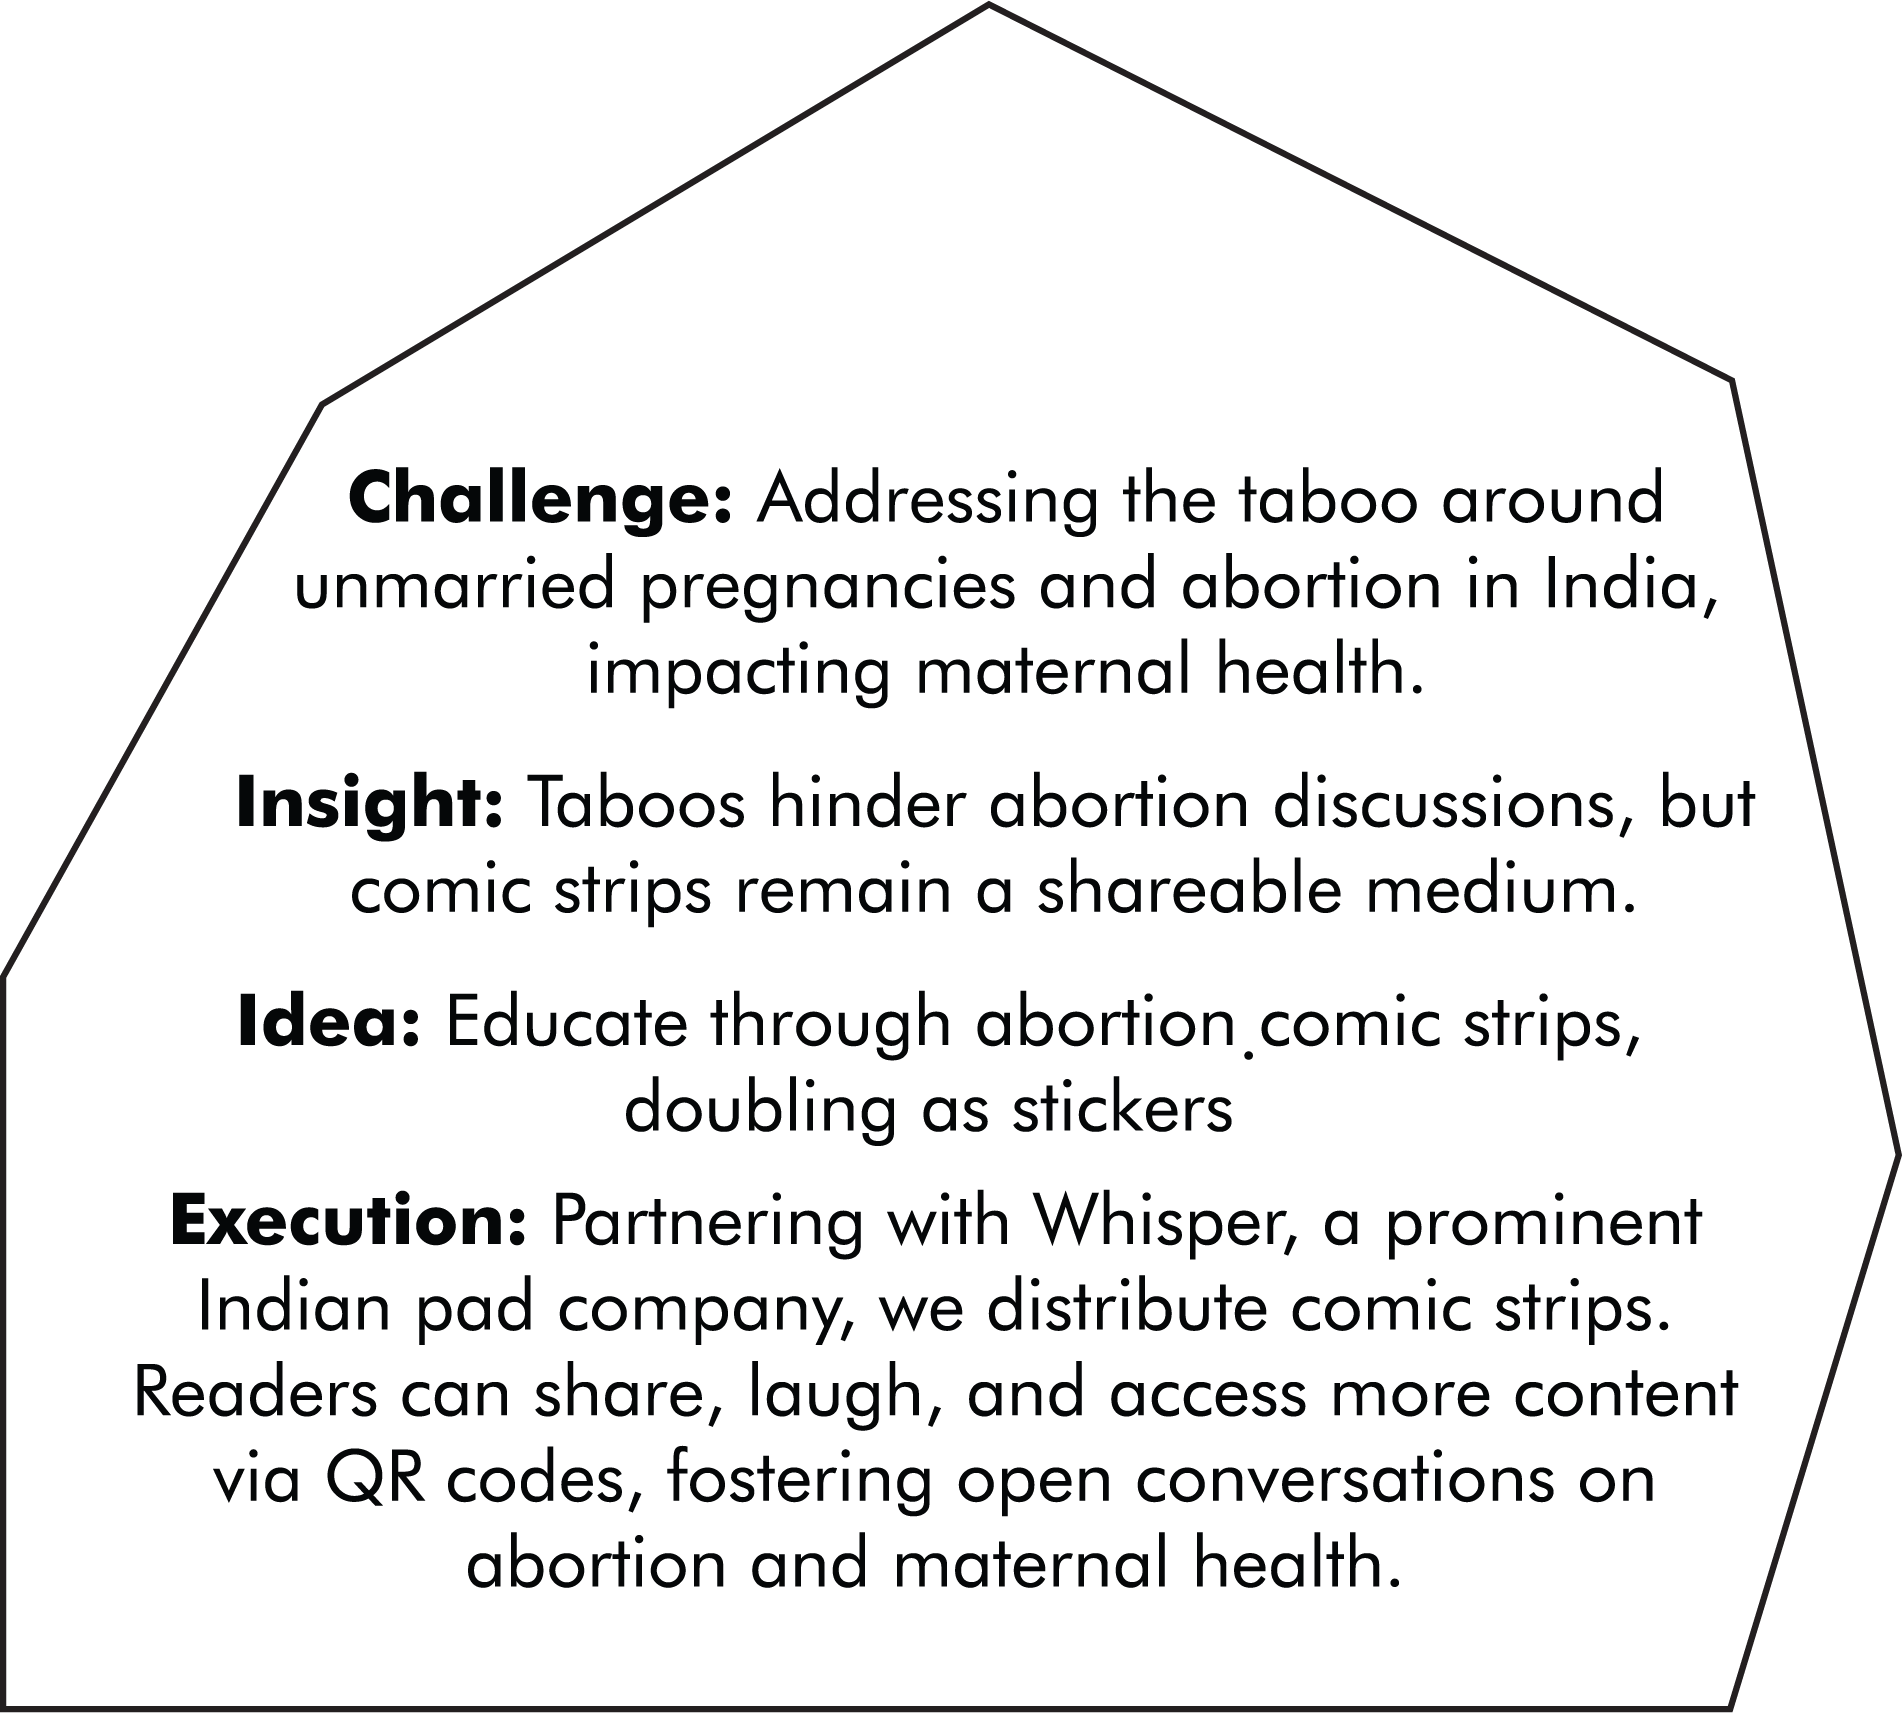 Challenge: Addressing the taboo around
unmarried pregnancies and abortion in India,
impacting maternal health.
Insight: Taboos hinder abortion discussions, but
comic strips remain a shareable medium.
Idea: Educate through abortion.comic strips,
doubling as stickers
Execution: Partnering with Whisper, a prominent
Indian pad company, we distribute comic strips.
Readers can share, laugh, and access more content
via QR codes, fostering open conversations on
abortion and maternal health.